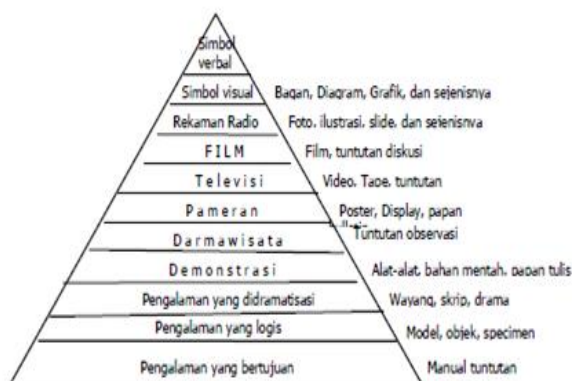 Simbol
verbal
Simbol visual Bagan, Diagram, Grafik, dan sejenisnya
Rekaman Radio Foto, ilustrasi, slide, dan sejenisnya
FILM Film, tuntutan diskusi
Televisi Video, Tape, tuntutan
Pameran Poster, Display, papan
Darmawisata Tuntutan observasi
Demonstrasi Alat-alat, bahan mentah, papan tulis
Pengalaman yang didramatisasi Wayang, skrip, drama
Pengalaman yang logis Model, objek, specimen
Pengalaman yang bertujuan Manual tuntutan